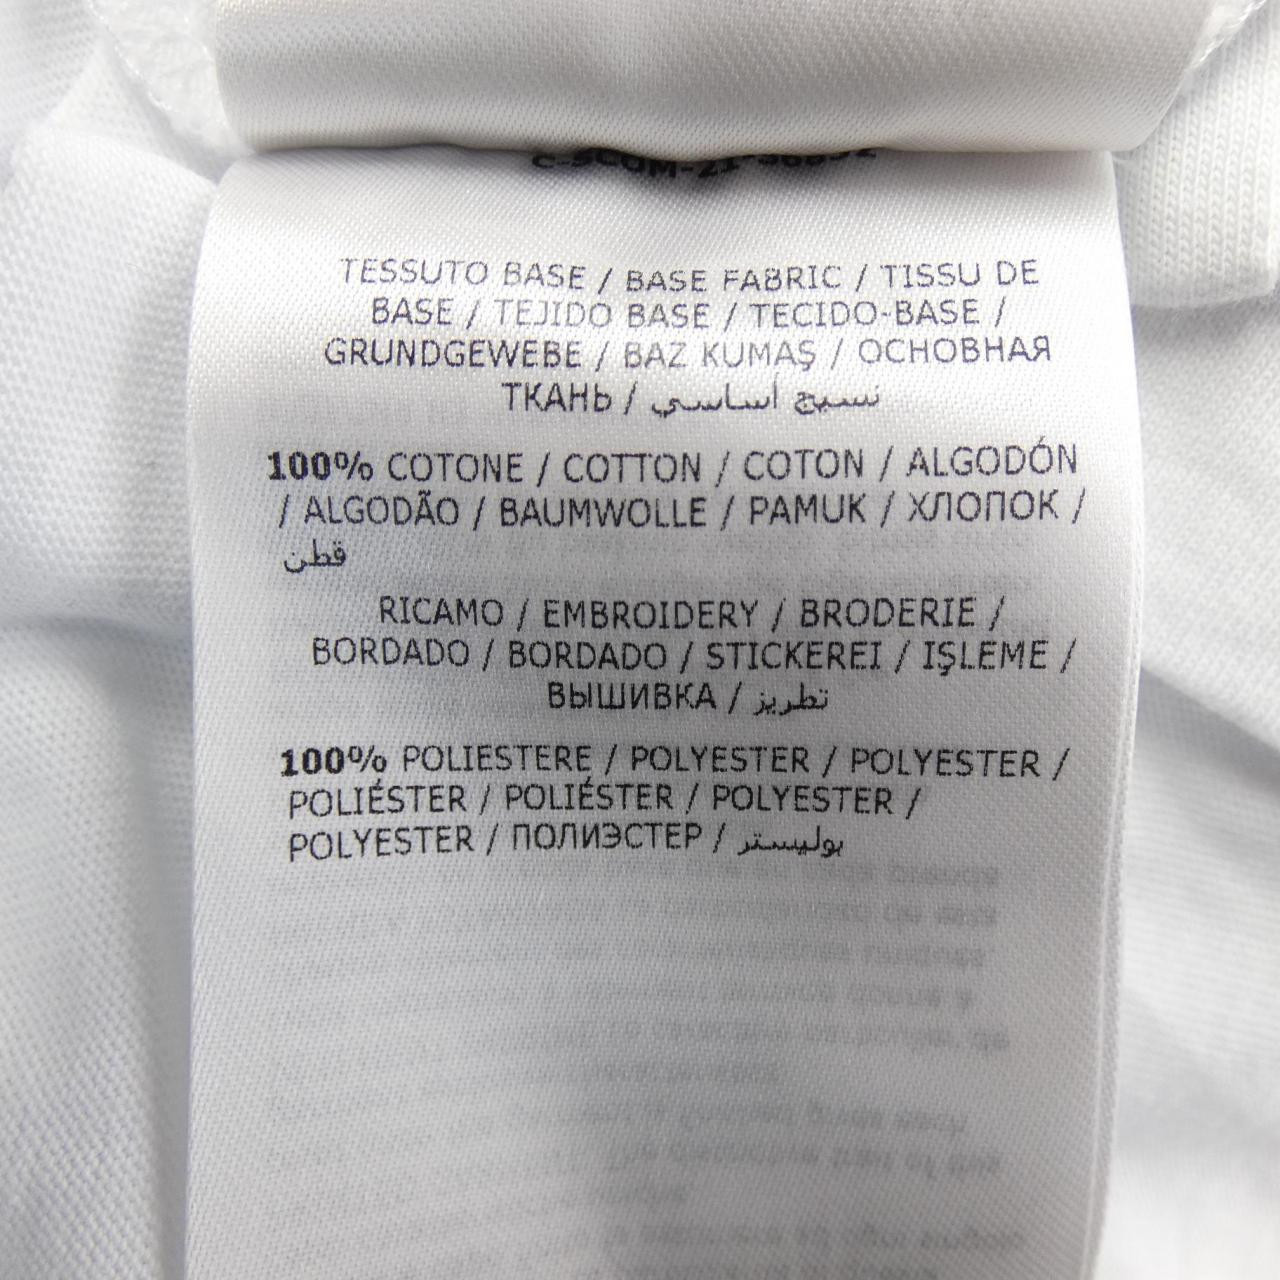 TESSUTO BASE / BASE FABRIC / TISSU DE
BASE / TEJIDO BASE / TECIDO-BASE /
GRUNDGEWEBE / BAZ KUMAŞ / ОСНОВНАЯ
ТКАНЬ / نسيج أساسي
100% COTONE / COTTON / COTON / ALGODÓN
/ ALGODÃO / BAUMWOLLE / PAMUK / ХЛОПОК /
قطن
RICAMO / EMBROIDERY / BRODERIE /
BORDADO / BORDADO / STICKEREI / IŞLEME /
ВЫШИВКА / تطريز
100% POLIESTERE / POLYESTER / POLYESTER /
POLIÉSTER / POLIÉSTER / POLYESTER /
POLYESTER / ПОЛИЭСТЕР / بوليستر